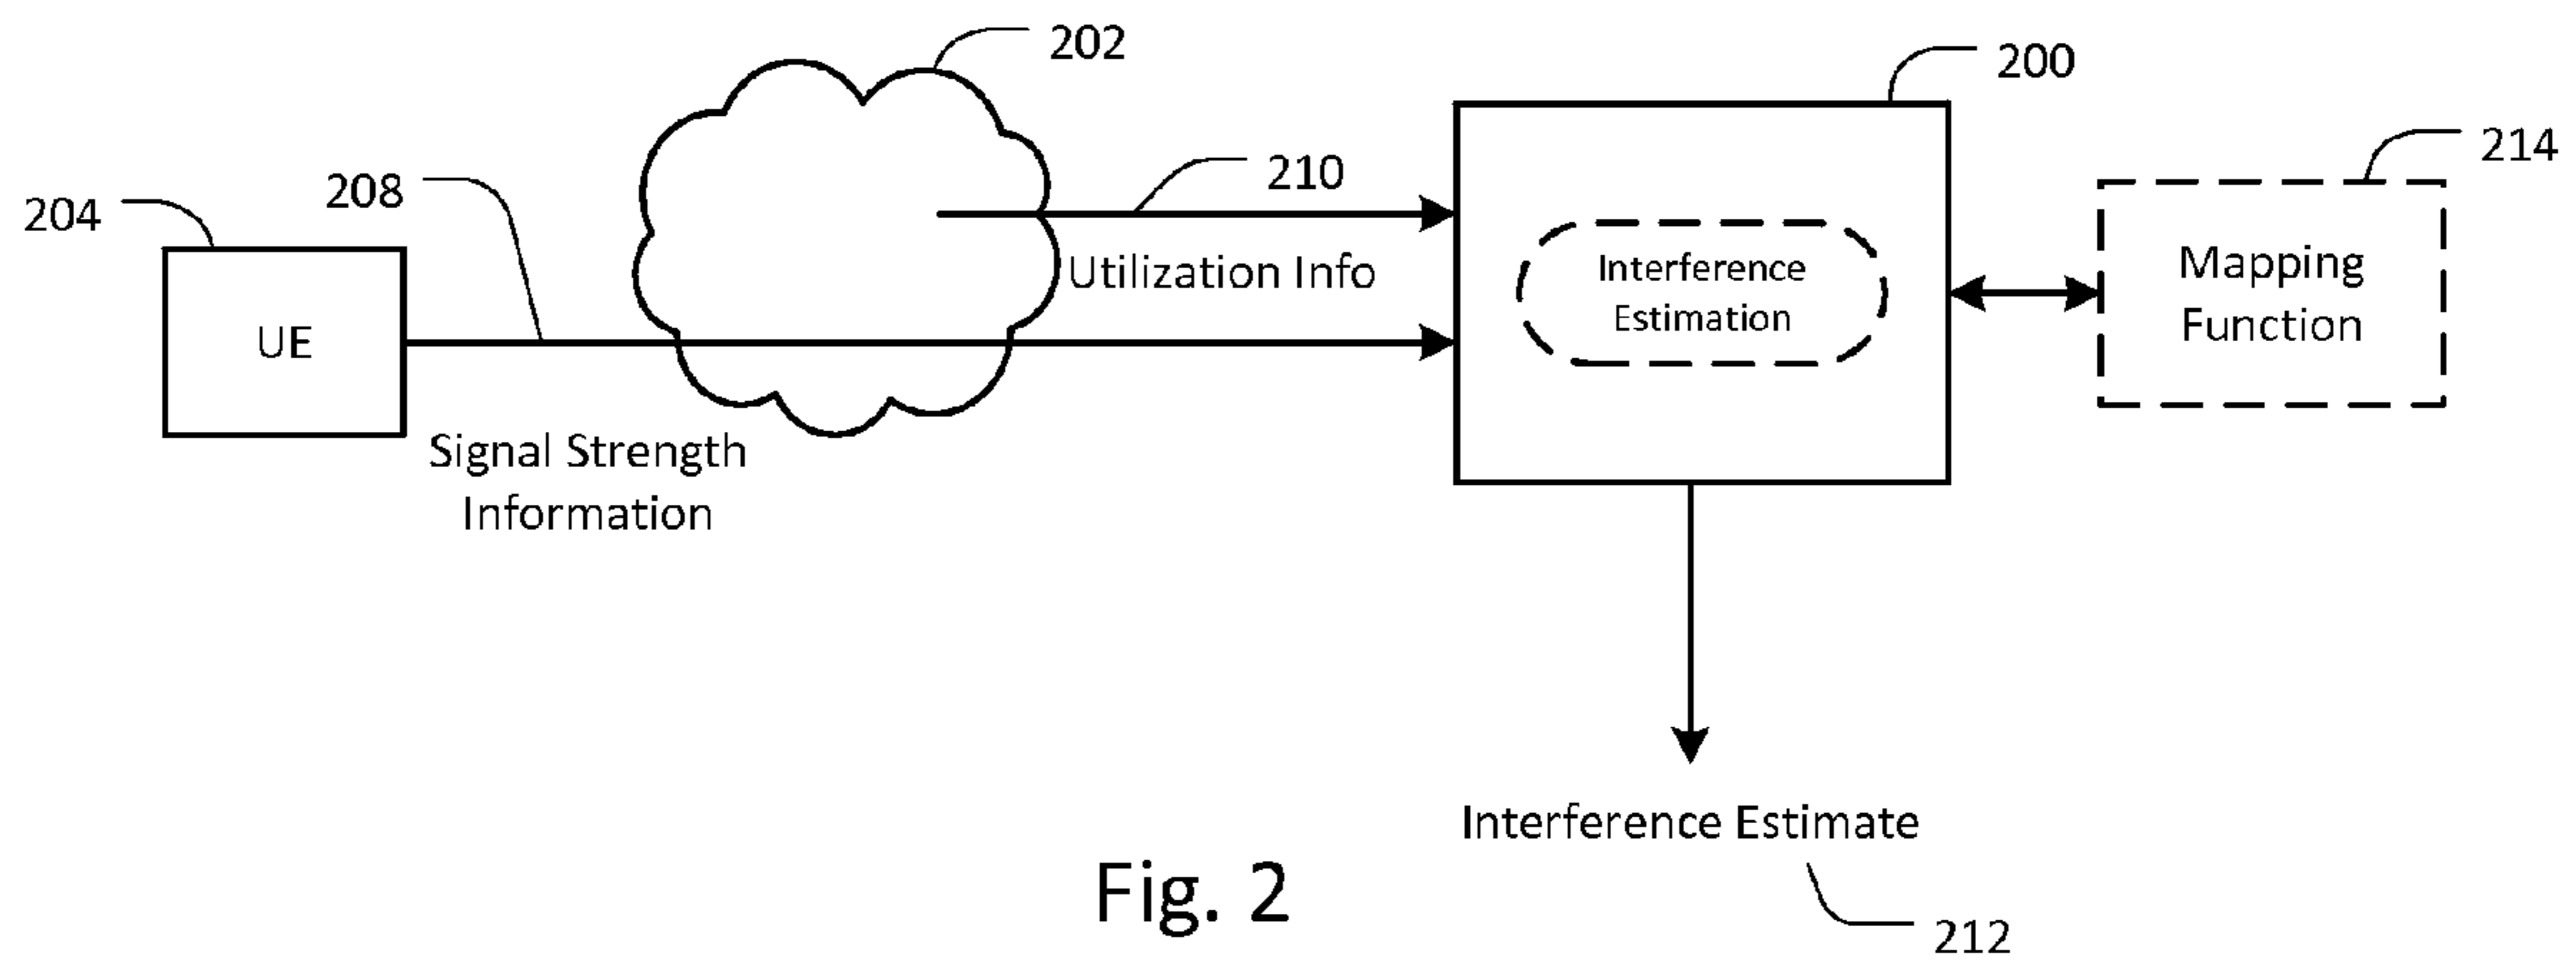 202
200
214
210
208
204
Utilization Info
Interference
Estimation
Mapping
Function
UE
Signal Strength
Information
Interference Estimate
Fig. 2
212